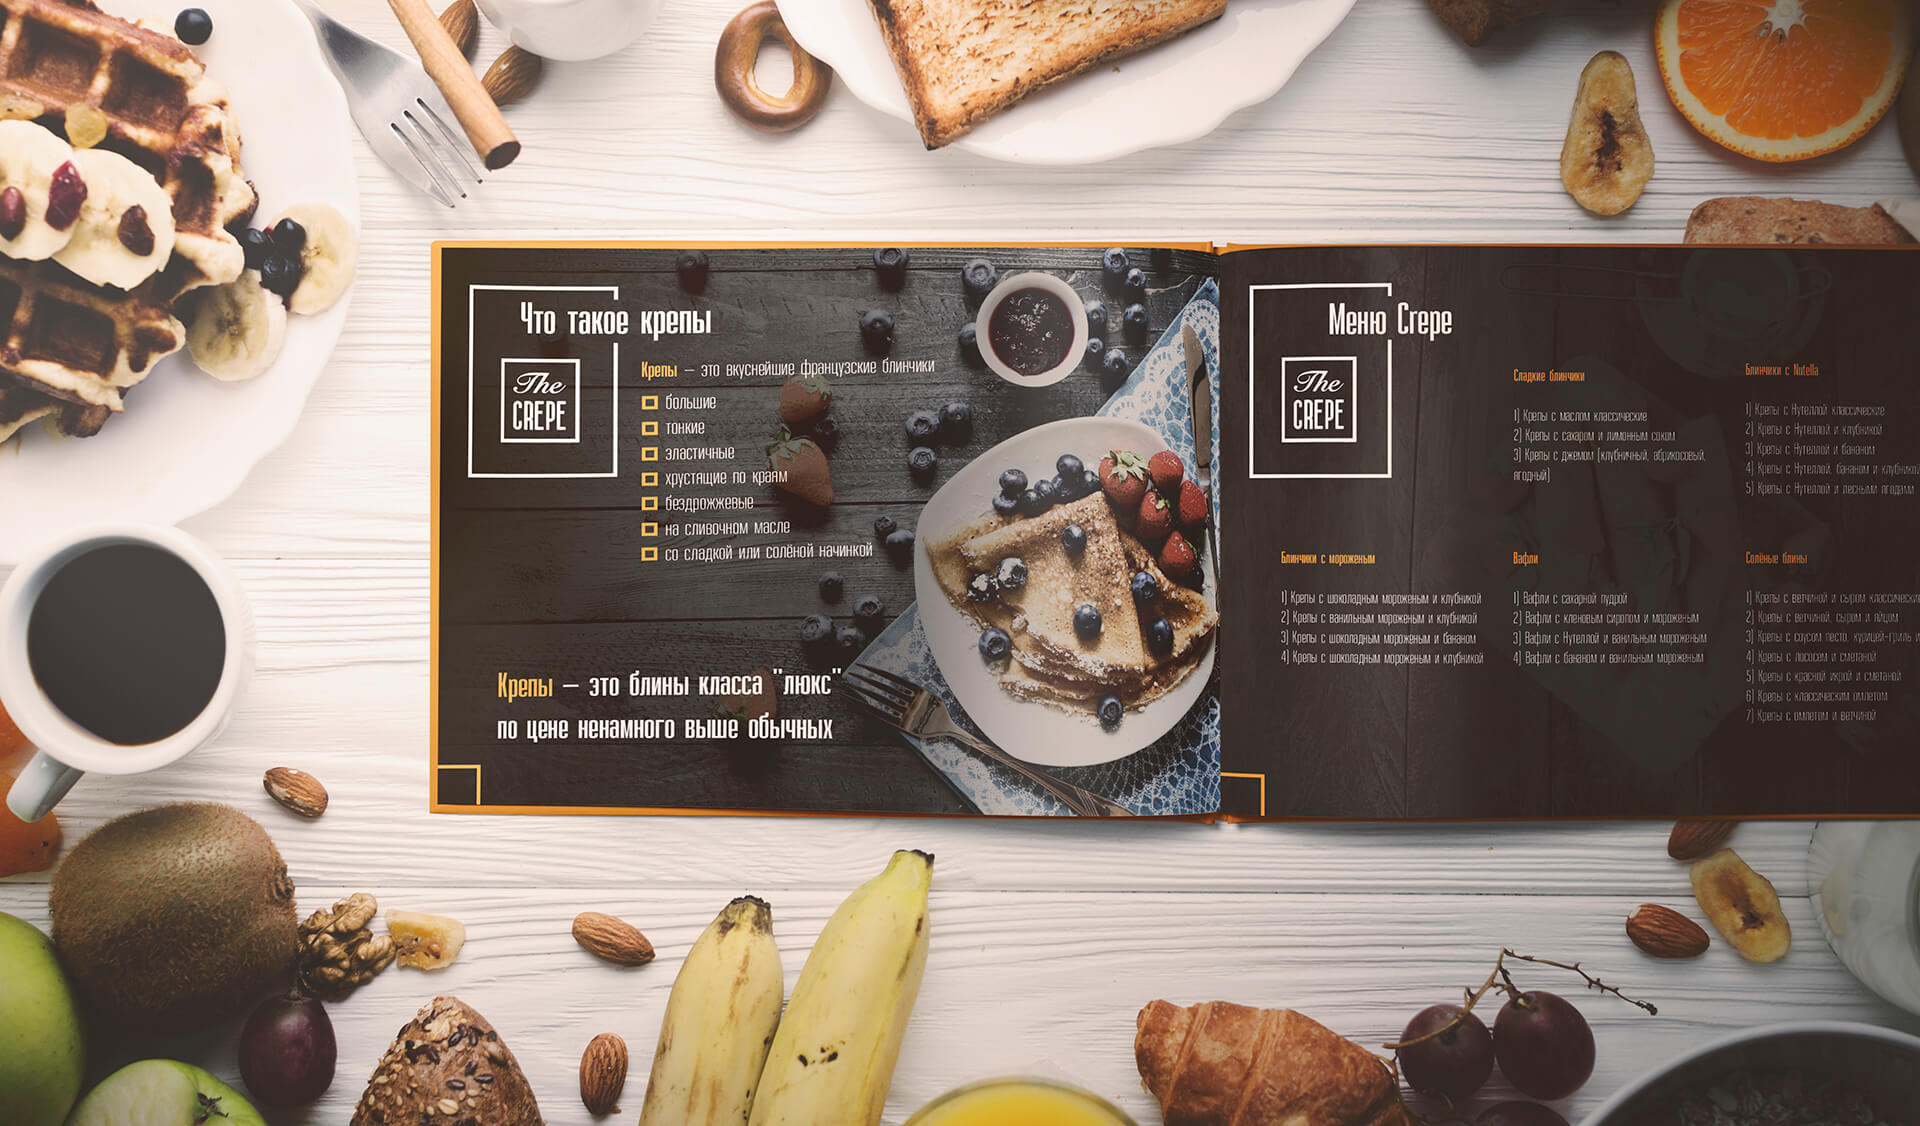 Что такое крепы
The
CREPE
Крепы — это вкуснейшие французские блинчики
большие
тонкие
эластичные
хрустящие по краям
бездрожжевые
на сливочном масле
со сладкой или солёной начинкой
Крепы — это блины класса "люкс"
по цене ненамного выше обычных
Меню Crepe
The
CREPE
Сладкие блинчики
1) Крепы с маслом классические
2) Крепы с сахаром и лимонным соком
3) Крепы с джемом (клубничный, абрикосовый,
ягодный)
Блинчики с Nutella
1) Крепы с Нутеллой классические
2) Крепы с Нутеллой и клубникой
3) Крепы с Нутеллой и бананом
4) Крепы с Нутеллой, бананом и клубникой
5) Крепы с Нутеллой и лесными ягодами
Блинчики с мороженым
1) Крепы с шоколадным мороженым и клубникой
2) Крепы с ванильным мороженым и клубникой
3) Крепы с шоколадным мороженым и бананом
4) Крепы с шоколадным мороженым и клубникой
Вафли
1) Вафли с сахарной пудрой
2) Вафли с кленовым сиропом и мороженым
3) Вафли с Нутеллой и ванильным мороженым
4) Вафли с бананом и ванильным мороженым
Солёные блины
1) Крепы с ветчиной и сыром классические
2) Крепы с ветчиной, сыром и яйцом
3) Крепы с соусом песто, курицей-гриль и
4) Крепы с лососем и сметаной
5) Крепы с красной икрой и сметаной
6) Крепы с классическим омлетом
7) Крепы с омлетом и ветчиной